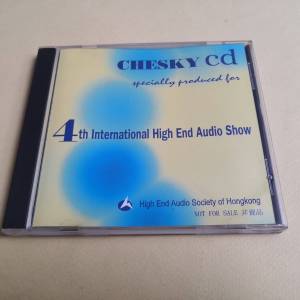 CHESKY cd
specially produced for
4th International High End Audio Show
High End Audio Society of Hongkong
NOT FOR SALE 非賣品